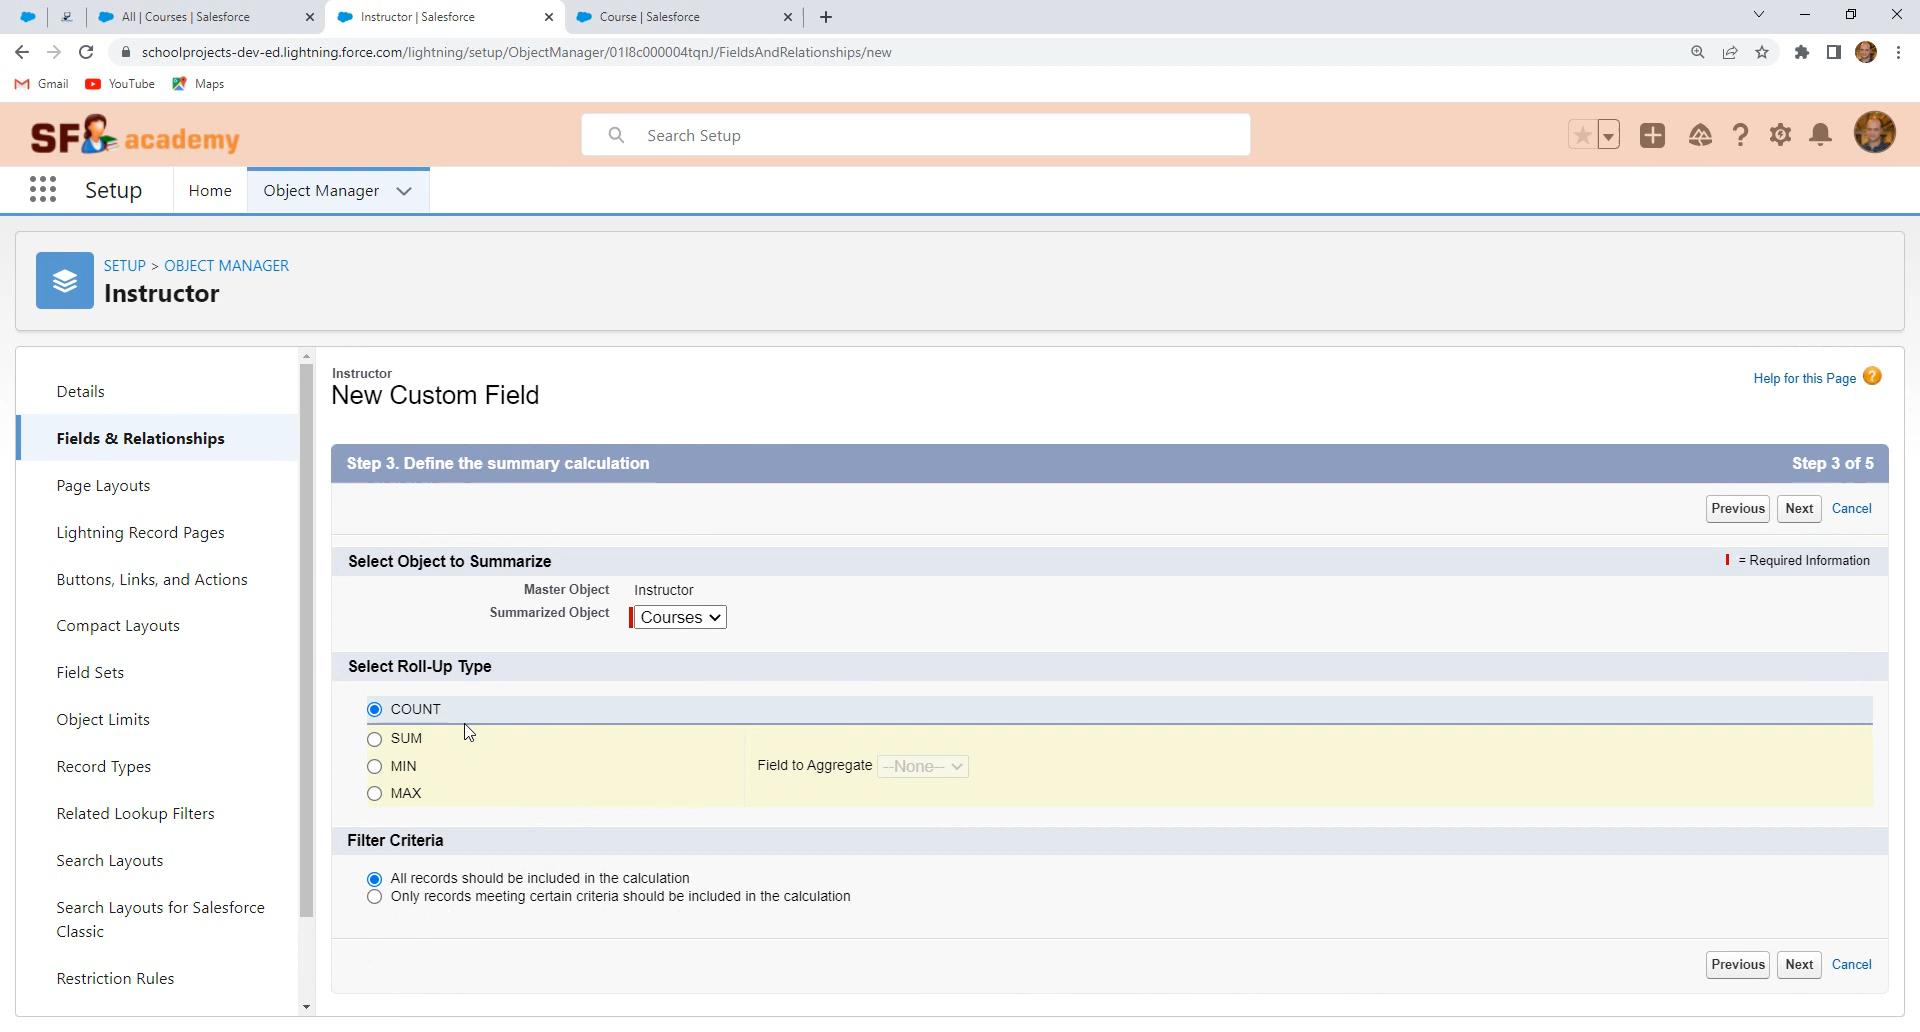 All | Courses | Salesforce
Instructor | Salesforce
Course | Salesforce
schoolprojects-dev-ed.lightning.force.com/lightning/setup/ObjectManager/01I8c000004tqnJ/FieldsAndRelationships/new
Gmail
YouTube
Maps
SF academy
Search Setup
Setup
Home
Object Manager
SETUP > OBJECT MANAGER
Instructor
Details
Fields & Relationships
Page Layouts
Lightning Record Pages
Buttons, Links, and Actions
Compact Layouts
Field Sets
Object Limits
Record Types
Related Lookup Filters
Search Layouts
Search Layouts for Salesforce
Classic
Restriction Rules
Instructor
New Custom Field
Help for this Page
Step 3. Define the summary calculation
Step 3 of 5
Previous
Next
Cancel
Select Object to Summarize
= Required Information
Master Object
Instructor
Summarized Object
Courses
Select Roll-Up Type
COUNT
SUM
MIN
MAX
Field to Aggregate
--None--
Filter Criteria
All records should be included in the calculation
Only records meeting certain criteria should be included in the calculation
Previous
Next
Cancel